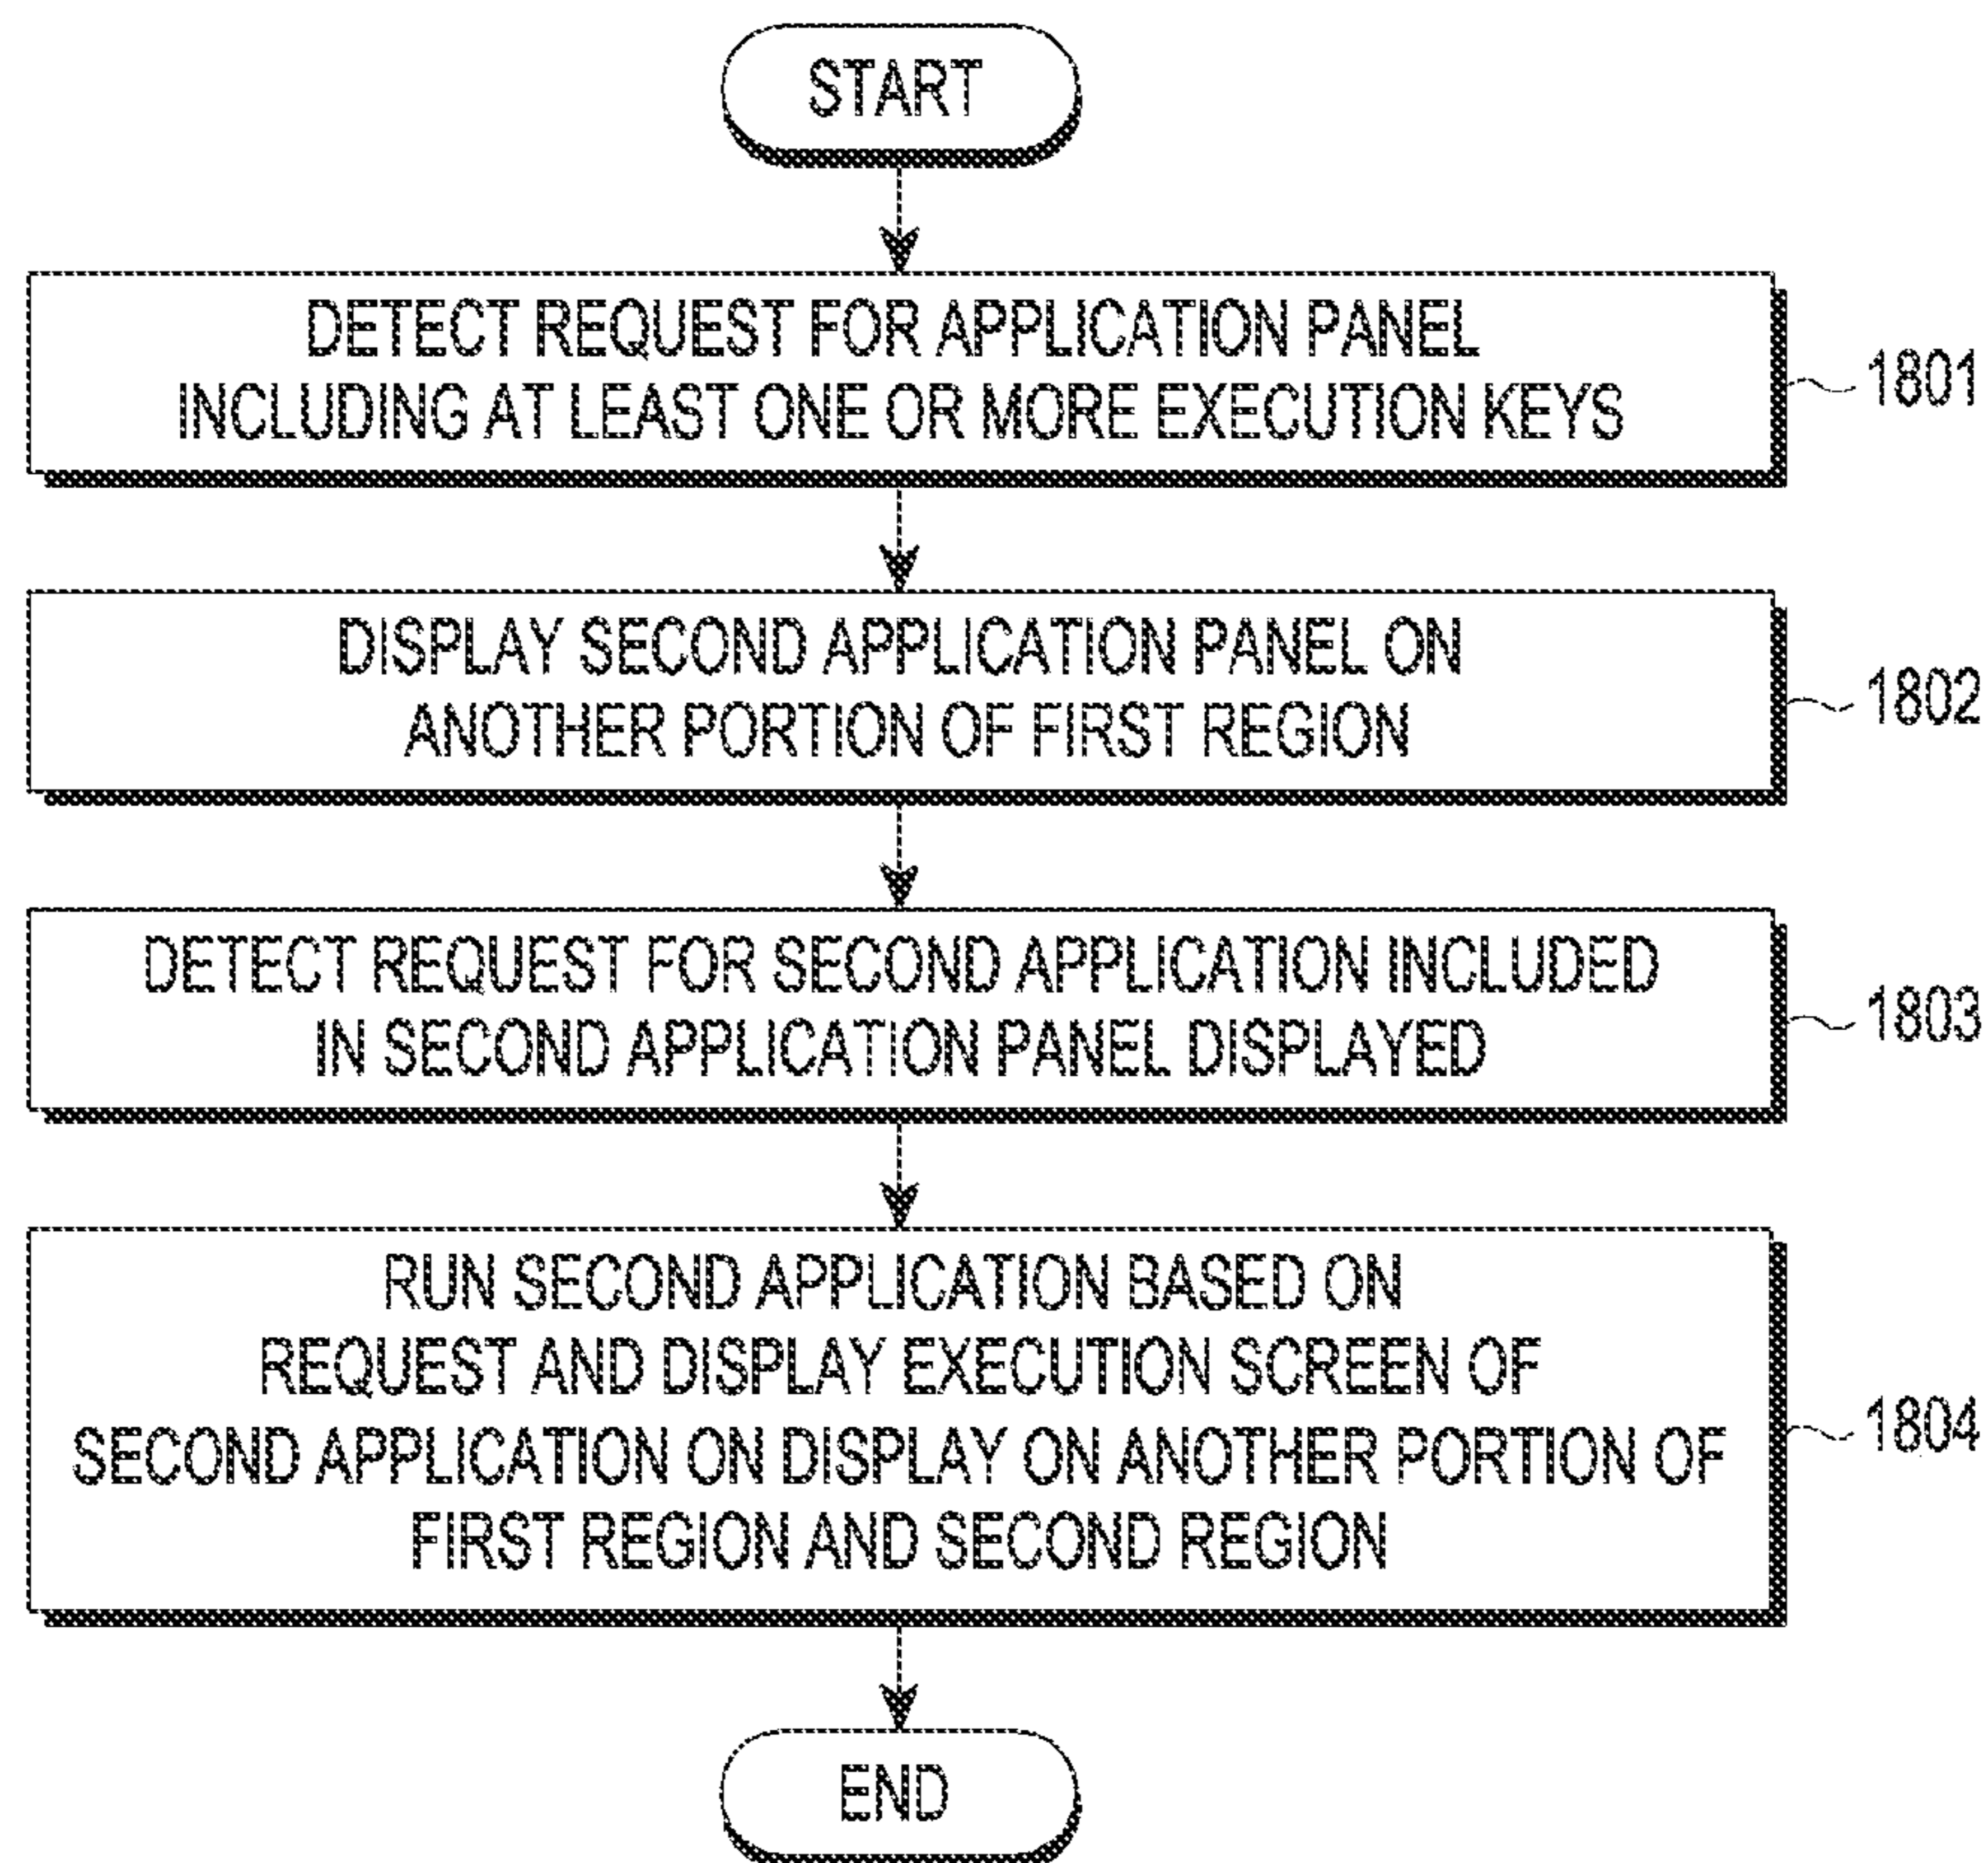 START
DETECT REQUEST FOR APPLICATION PANEL
INCLUDING AT LEAST ONE OR MORE EXECUTION KEYS
1801
DISPLAY SECOND APPLICATION PANEL ON
ANOTHER PORTION OF FIRST REGION
1802
DETECT REQUEST FOR SECOND APPLICATION INCLUDED
IN SECOND APPLICATION PANEL DISPLAYED
1803
RUN SECOND APPLICATION BASED ON
REQUEST AND DISPLAY EXECUTION SCREEN OF
SECOND APPLICATION ON DISPLAY ON ANOTHER PORTION OF
FIRST REGION AND SECOND REGION
1804
END